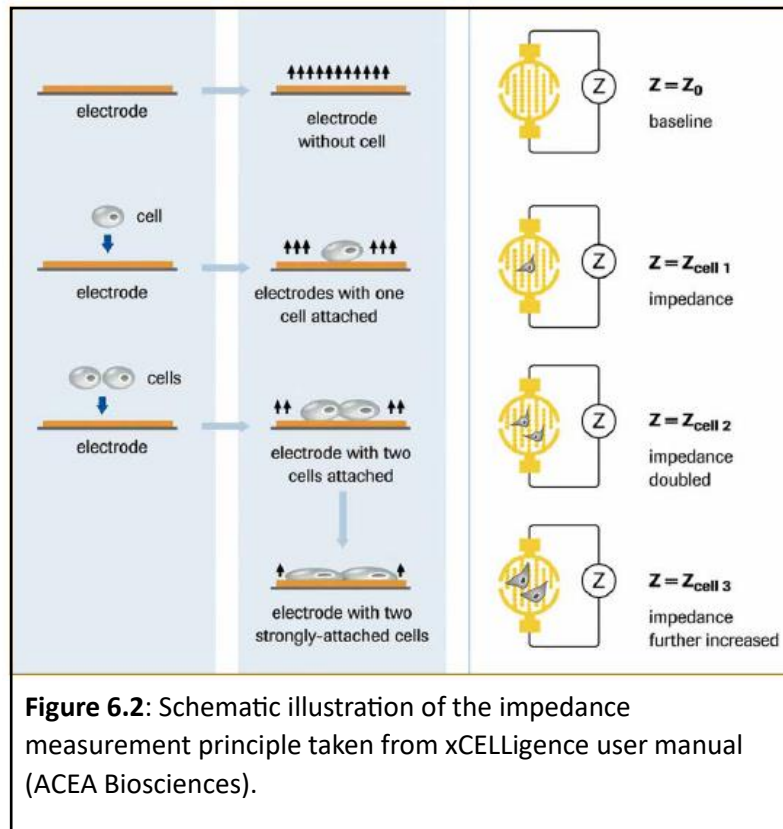 electrode
electrode
without cell
Z
Z = Z0
baseline
cell
electrode
electrodes with one
cell attached
Z
Z = Zcell 1
impedance
cells
electrode
electrode with two
cells attached
Z
Z = Zcell 2
impedance
doubled
electrode with two
strongly-attached cells
Z
Z = Zcell 3
impedance
further increased
Figure 6.2: Schematic illustration of the impedance
measurement principle taken from xCELLigence user manual
(ACEA Biosciences).